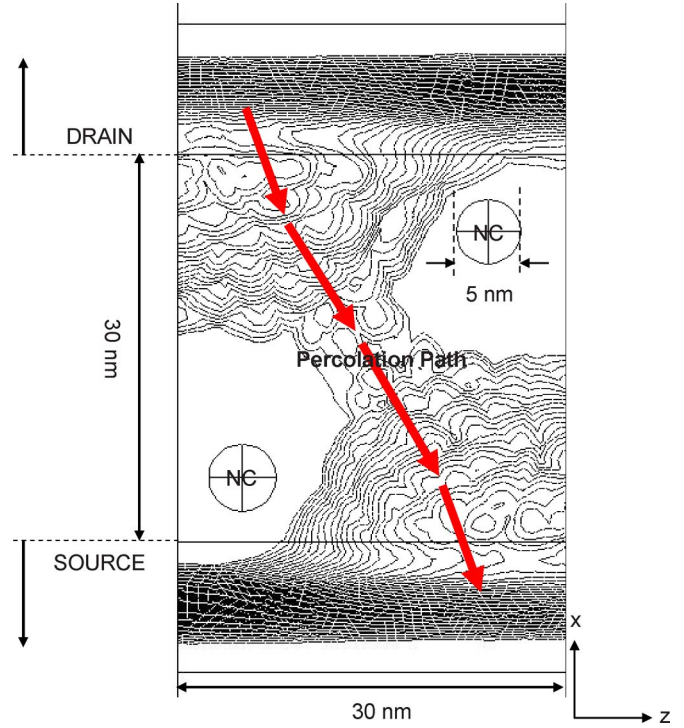 DRAIN
NC
5 nm
30 nm
Percolation Path
NC
SOURCE
x
30 nm
z